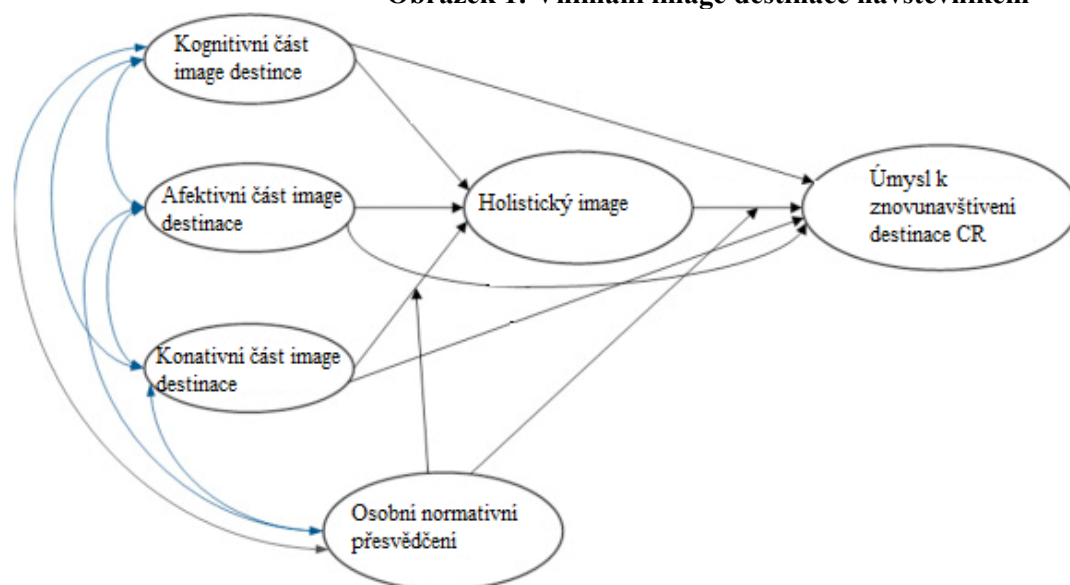 Obrázek 1: Vnímání image destinace návštěvníkem
Kognitivní část
image destince
Afektivní část image
destinace
Holistický image
Úmysl k
znovunavštívení
destinace CR
Konativní část image
destinace
Osobní normativní
přesvědčení